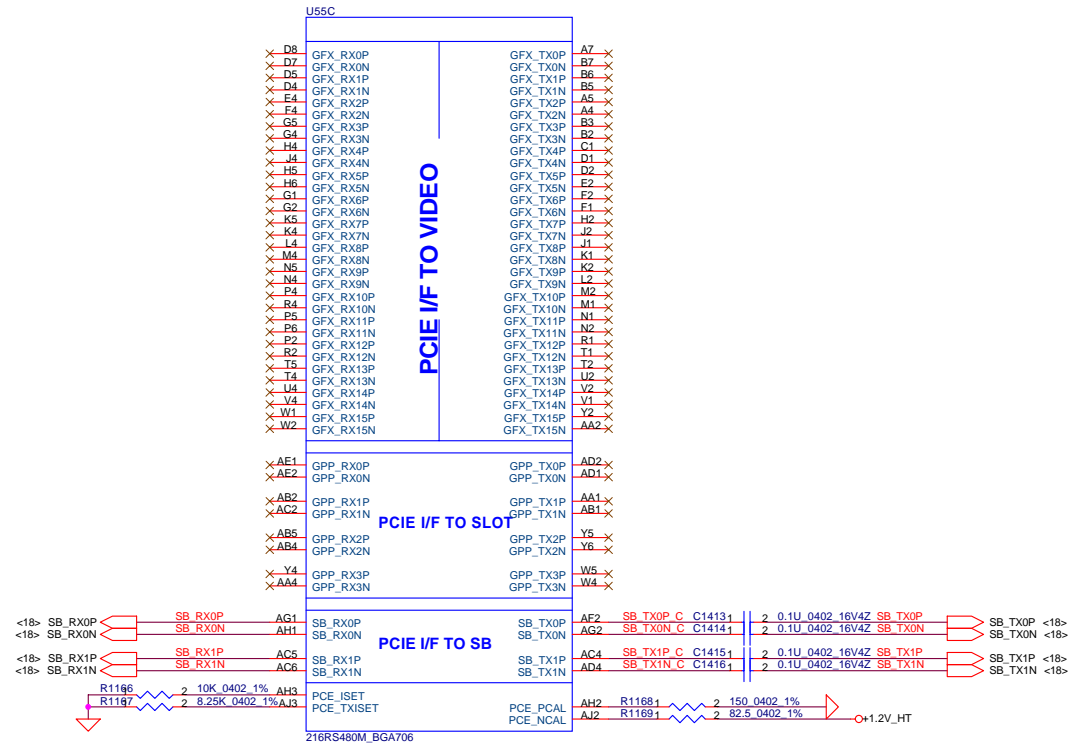 U55C
D8 GFX_RX0P GFX_TX0P A7
D7 GFX_RX0N GFX_TX0N B7
D5 GFX_RX1P GFX_TX1P B6
D4 GFX_RX1N GFX_TX1N B5
E4 GFX_RX2P GFX_TX2P A5
F4 GFX_RX2N GFX_TX2N A4
G5 GFX_RX3P GFX_TX3P B3
G4 GFX_RX3N GFX_TX3N B2
H4 GFX_RX4P GFX_TX4P C1
J4 GFX_RX4N GFX_TX4N D1
H5 GFX_RX5P GFX_TX5P D2
H6 GFX_RX5N GFX_TX5N E2
G1 GFX_RX6P GFX_TX6P F2
G2 GFX_RX6N GFX_TX6N F1
K5 GFX_RX7P GFX_TX7P H2
K4 GFX_RX7N GFX_TX7N J2
L4 GFX_RX8P GFX_TX8P J1
M4 GFX_RX8N GFX_TX8N K1
N5 GFX_RX9P GFX_TX9P K2
N4 GFX_RX9N GFX_TX9N L2
P4 GFX_RX10P GFX_TX10P M2
R4 GFX_RX10N GFX_TX10N M1
P5 GFX_RX11P GFX_TX11P N1
P6 GFX_RX11N GFX_TX11N N2
P2 GFX_RX12P GFX_TX12P R1
R2 GFX_RX12N GFX_TX12N T1
T5 GFX_RX13P GFX_TX13P T2
T4 GFX_RX13N GFX_TX13N U2
U4 GFX_RX14P GFX_TX14P V2
V4 GFX_RX14N GFX_TX14N V1
W1 GFX_RX15P GFX_TX15P Y2
W2 GFX_RX15N GFX_TX15N AA2
PCIE I/F TO VIDEO
AE1 GPP_RX0P GPP_TX0P AD2
AE2 GPP_RX0N GPP_TX0N AD1
AB2 GPP_RX1P GPP_TX1P AA1
AC2 GPP_RX1N GPP_TX1N AB1
PCIE I/F TO SLOT
AB5 GPP_RX2P GPP_TX2P Y5
AB4 GPP_RX2N GPP_TX2N Y6
Y4 GPP_RX3P GPP_TX3P W5
AA4 GPP_RX3N GPP_TX3N W4
<18> SB_RX0P SB_RX0P AG1 SB_RX0P SB_TX0P AF2 SB_TX0P_C C1413 1 2 0.1U_0402_16V4Z SB_TX0P SB_TX0P <18>
<18> SB_RX0N SB_RX0N AH1 SB_RX0N SB_TX0N AG2 SB_TX0N_C C1414 1 2 0.1U_0402_16V4Z SB_TX0N SB_TX0N <18>
PCIE I/F TO SB
<18> SB_RX1P SB_RX1P AC5 SB_RX1P SB_TX1P AC4 SB_TX1P_C C1415 1 2 0.1U_0402_16V4Z SB_TX1P SB_TX1P <18>
<18> SB_RX1N SB_RX1N AC6 SB_RX1N SB_TX1N AD4 SB_TX1N_C C1416 1 2 0.1U_0402_16V4Z SB_TX1N SB_TX1N <18>
R1166 1 2 10K_0402_1% AH3 PCE_ISET
R1167 1 2 8.25K_0402_1% AJ3 PCE_TXISET
PCE_PCAL AH2 R1168 1 2 150_0402_1%
PCE_NCAL AJ2 R1169 1 2 82.5_0402_1% +1.2V_HT
216RS480M_BGA706